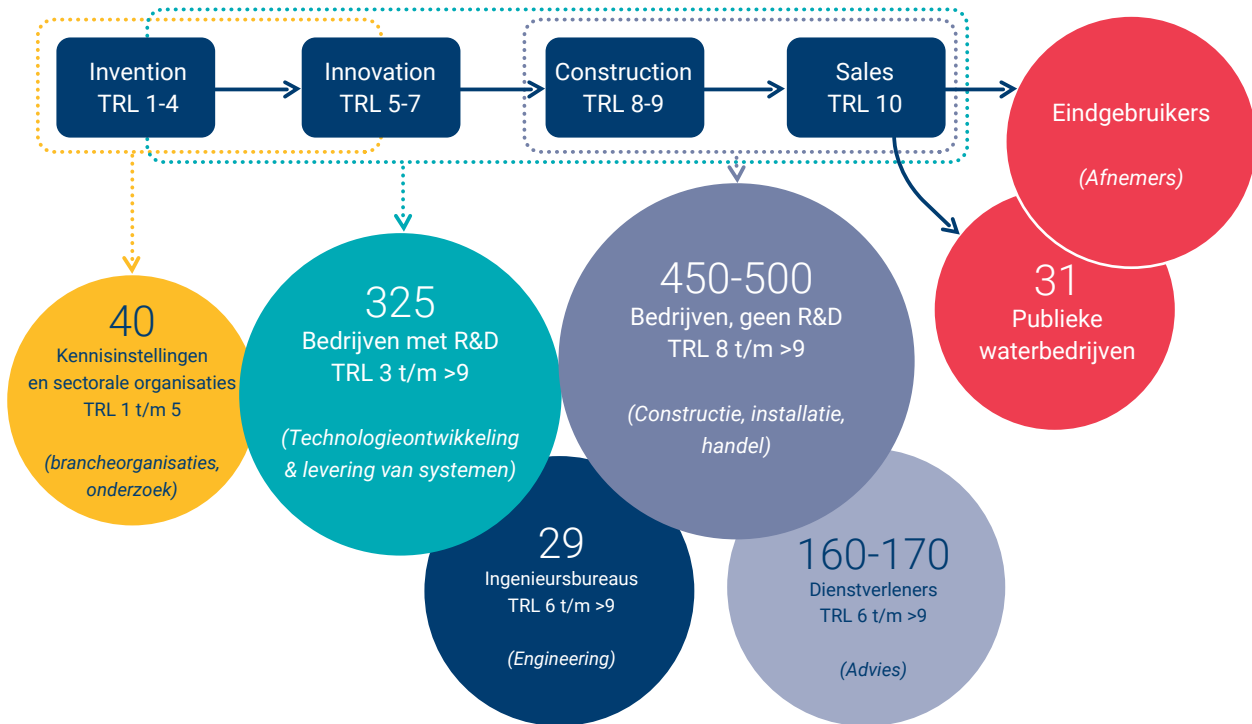 Invention
TRL 1-4
Innovation
TRL 5-7
Construction
TRL 8-9
Sales
TRL 10
Eindgebruikers
(Afnemers)
31
Publieke
waterbedrijven
450-500
Bedrijven, geen R&D
TRL 8 t/m >9
(Constructie, installatie,
handel)
325
Bedrijven met R&D
TRL 3 t/m >9
(Technologieontwikkeling
& levering van systemen)
40
Kennisinstellingen
en sectorale organisaties
TRL 1 t/m 5
(brancheorganisaties,
onderzoek)
29
Ingenieursbureaus
TRL 6 t/m >9
(Engineering)
160-170
Dienstverleners
TRL 6 t/m >9
(Advies)